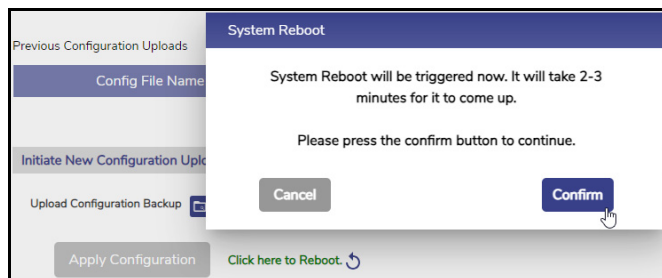 System Reboot
Previous Configuration Uploads
Config File Name
System Reboot will be triggered now. It will take 2-3
minutes for it to come up.
Please press the confirm button to continue.
Initiate New Configuration Uplo
Upload Configuration Backup
Cancel
Confirm
Apply Configuration
Click here to Reboot.